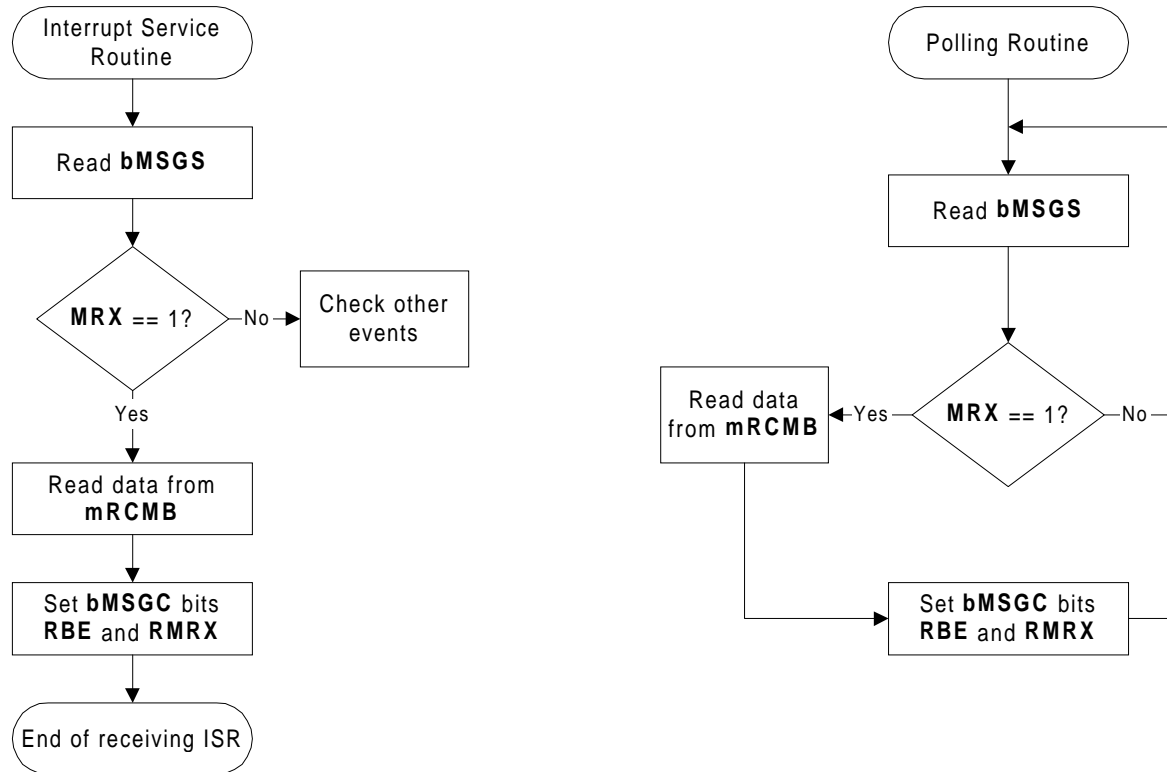 Interrupt Service
Routine
Read bMSGS
MRX == 1?
No
Check other
events
Yes
Read data from
mRCMB
Set bMSGC bits
RBE and RMRX
End of receiving ISR
Polling Routine
Read bMSGS
MRX == 1?
Yes
No
Read data
from mRCMB
Set bMSGC bits
RBE and RMRX